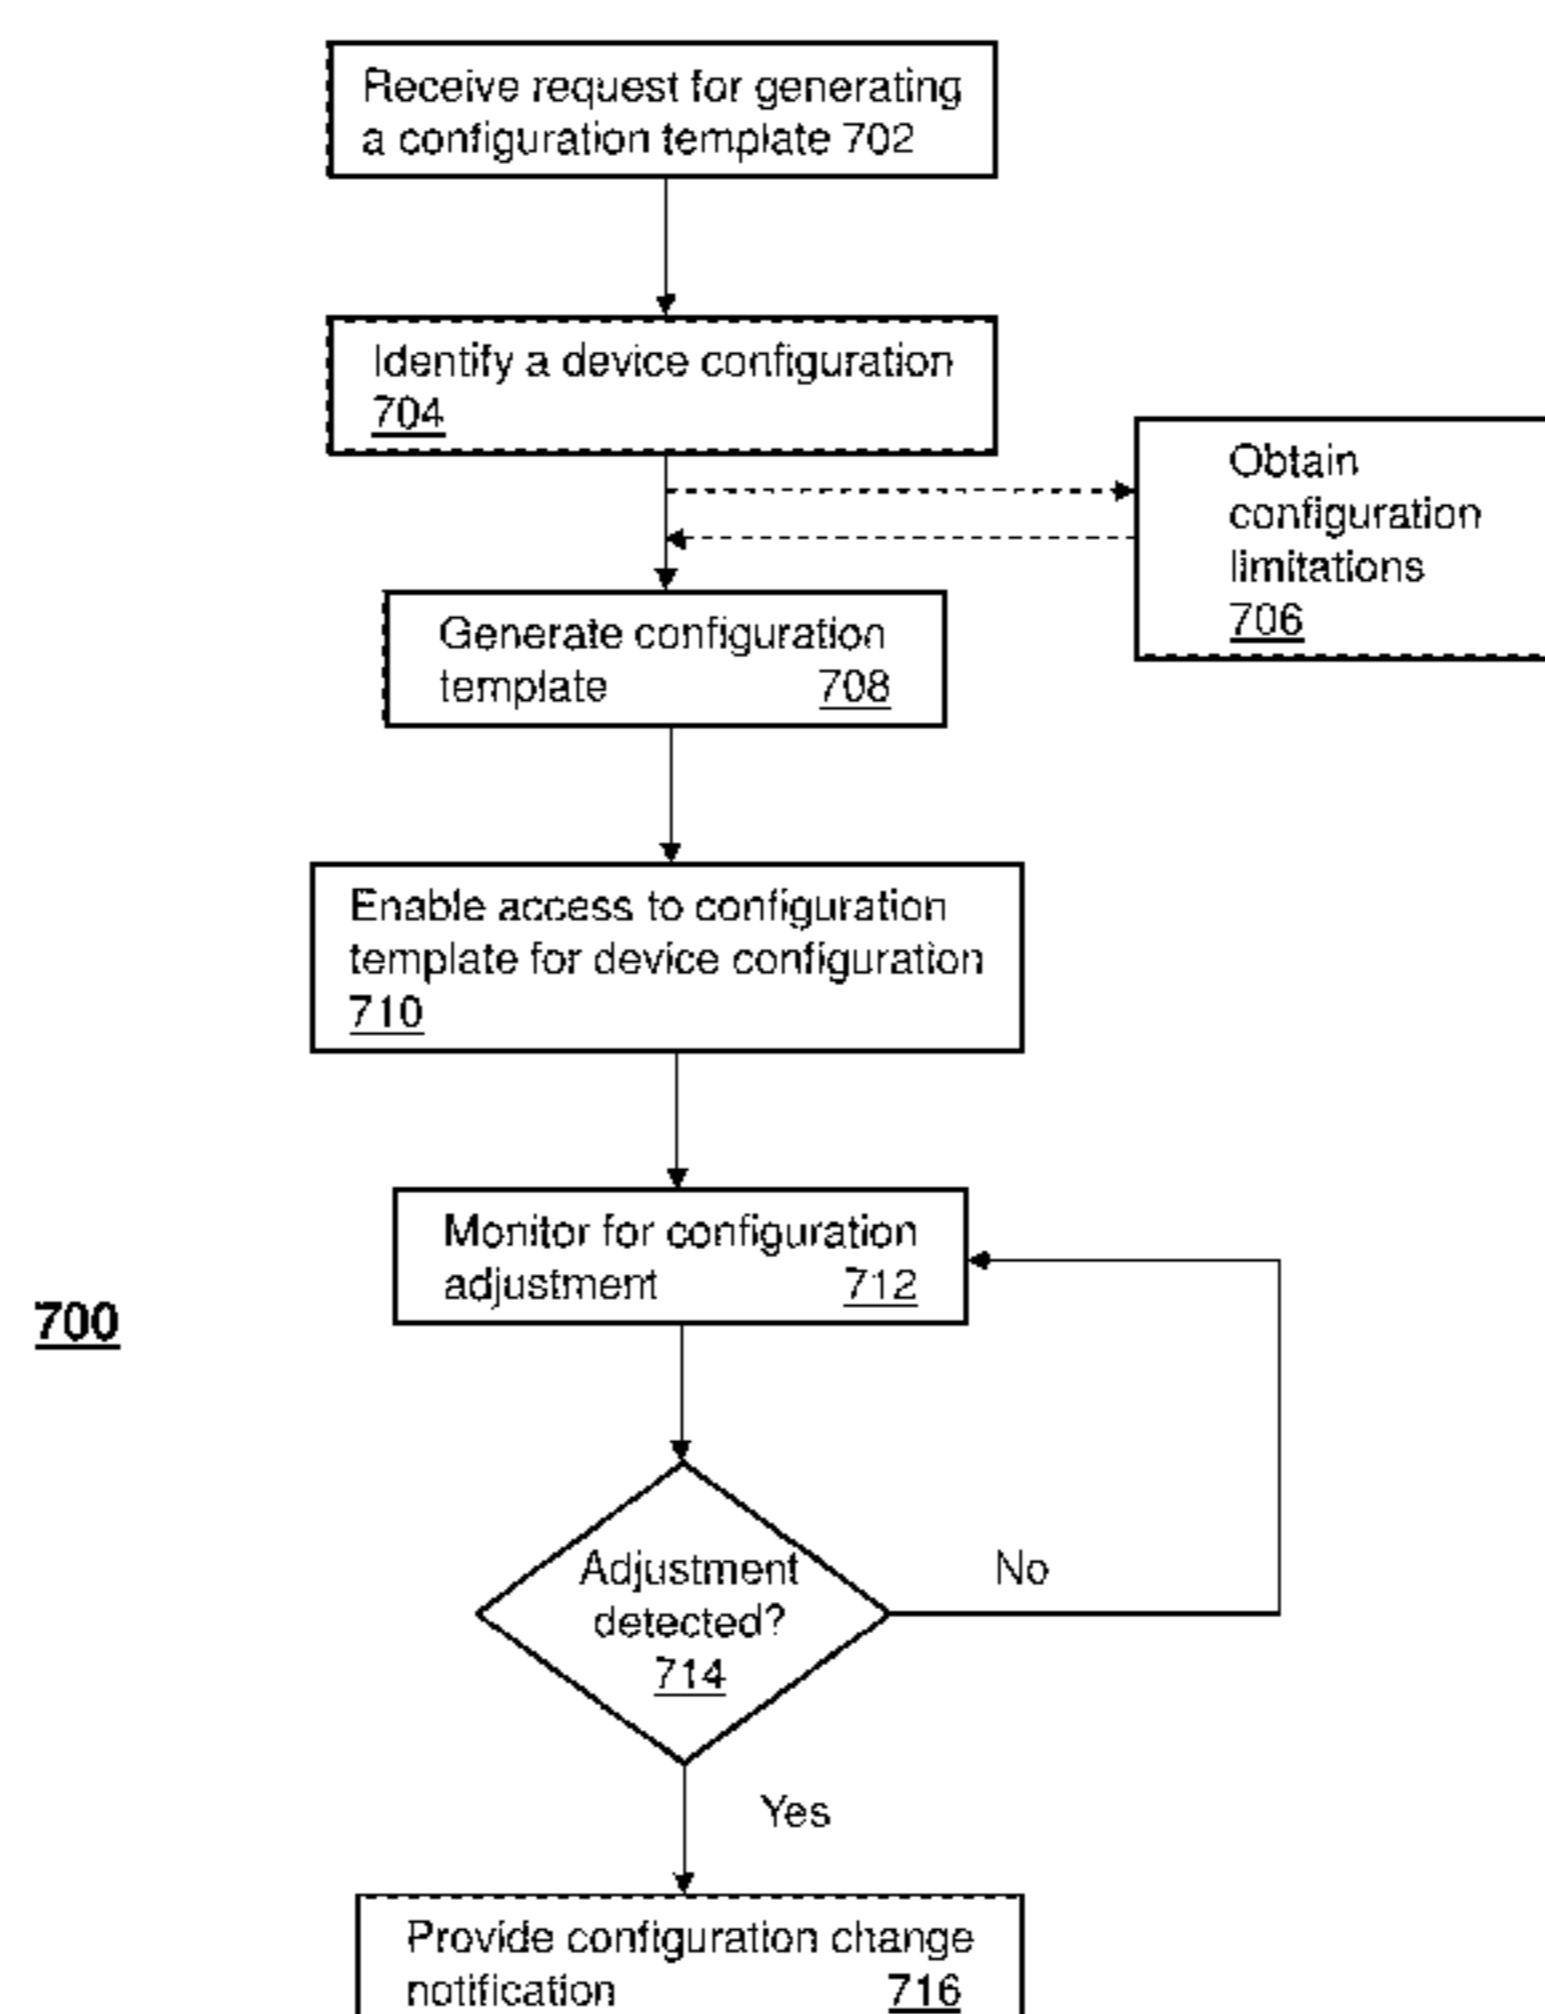 Receive request for generating
a configuration template 702
Identify a device configuration
704
Obtain
configuration
limitations
706
Generate configuration
template 708
Enable access to configuration
template for device configuration
710
Monitor for configuration
adjustment 712
700
Adjustment
detected?
714
No
Yes
Provide configuration change
notification 716